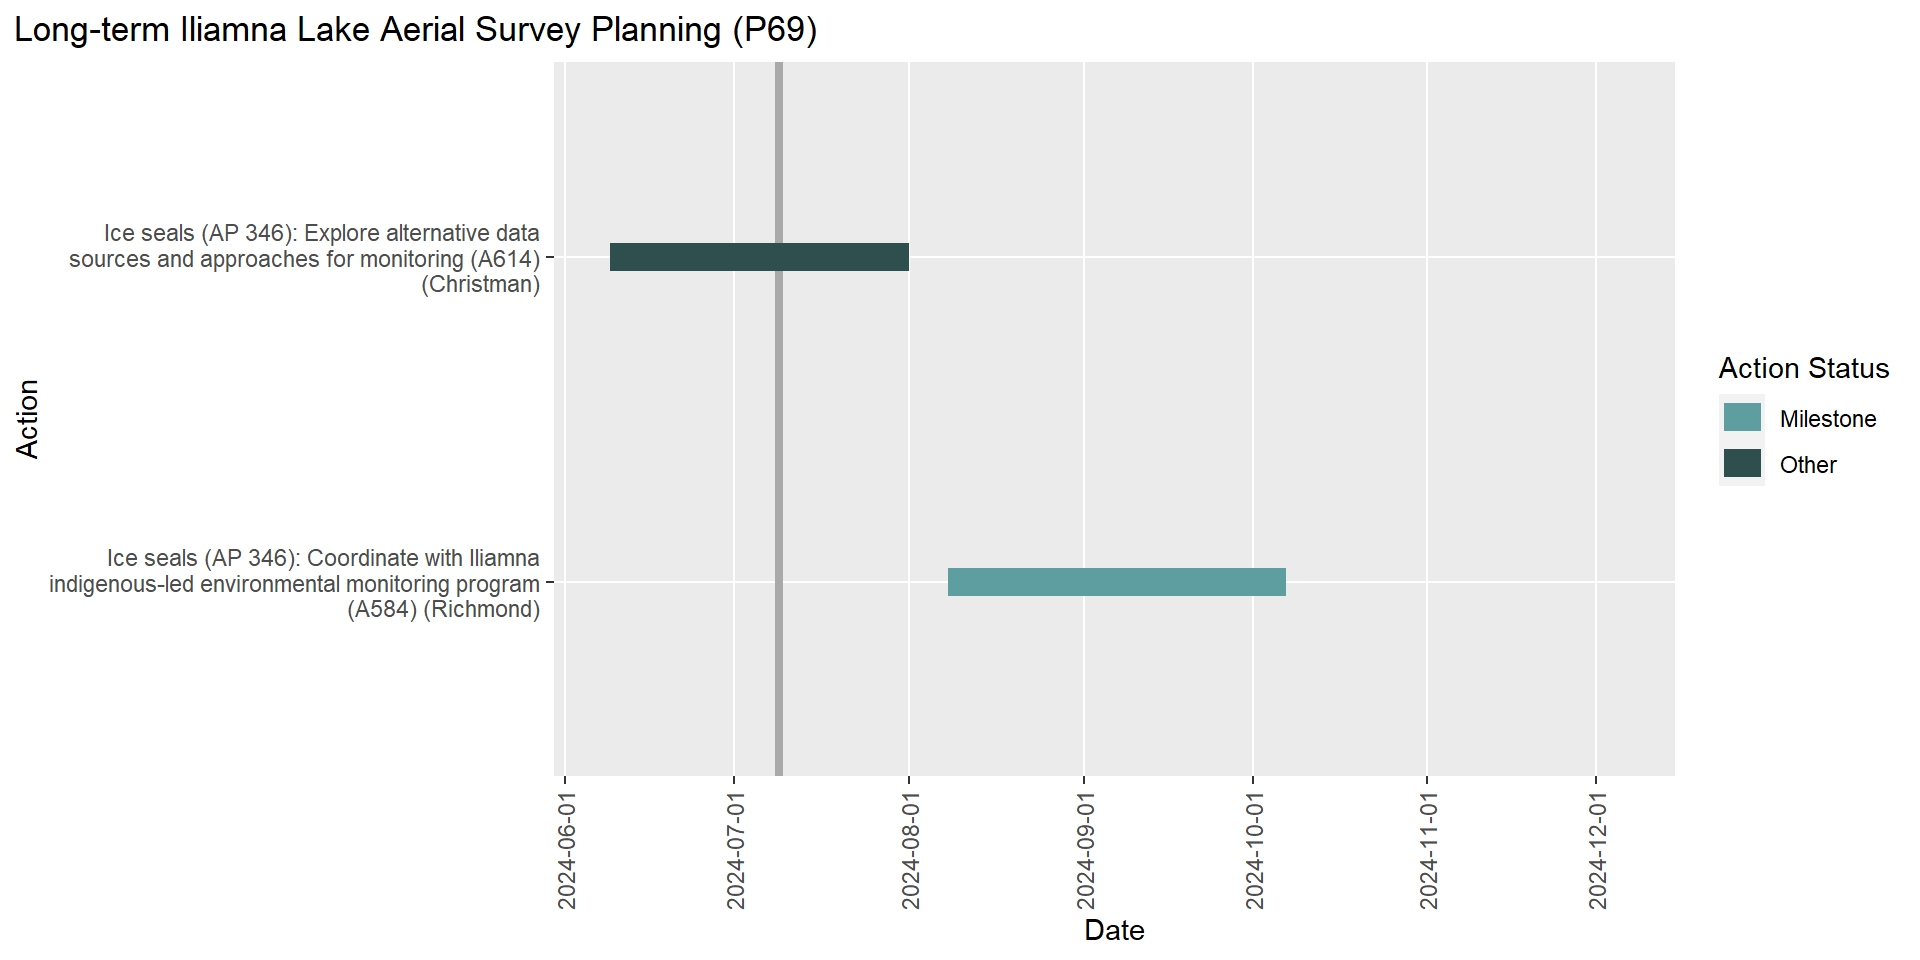 Long-term Iliamna Lake Aerial Survey Planning (P69)
Action
Ice seals (AP 346): Explore alternative data
sources and approaches for monitoring (A614)
(Christman)
Ice seals (AP 346): Coordinate with Iliamna
indigenous-led environmental monitoring program
(A584) (Richmond)
2024-06-01
2024-07-01
2024-08-01
2024-09-01
2024-10-01
2024-11-01
2024-12-01
Date
Action Status
Milestone
Other